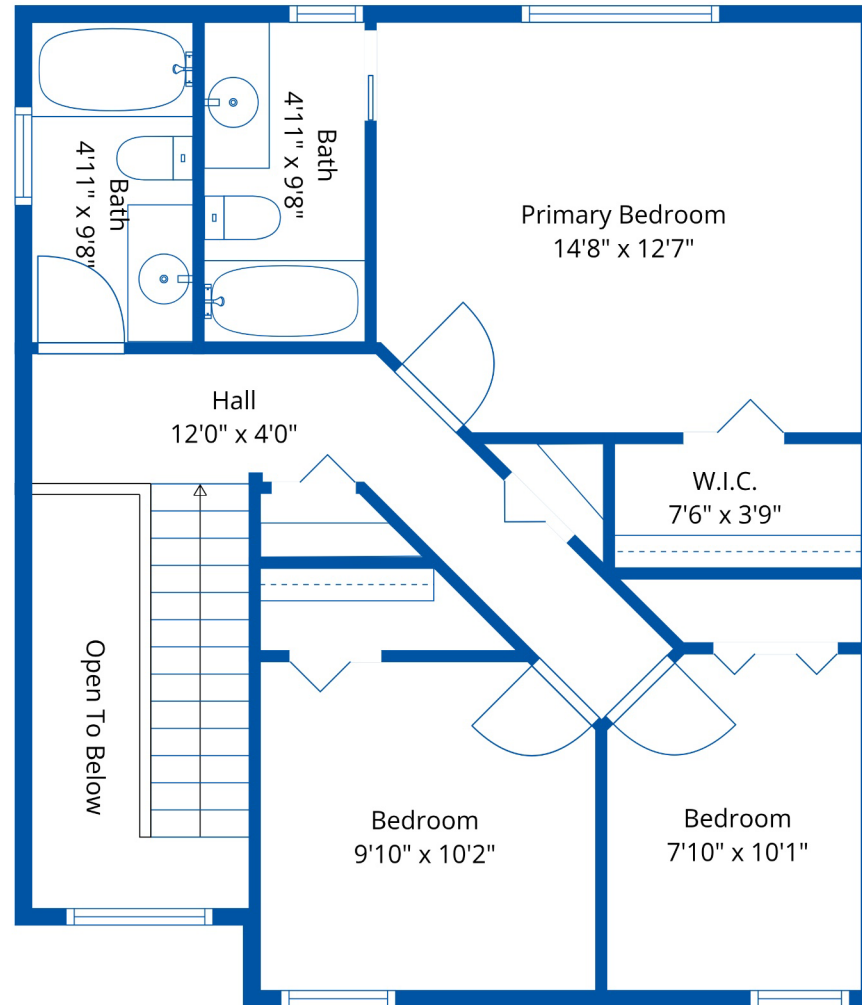 Bath
4'11" x 9'8"
Bath
4'11" x 9'8"
Primary Bedroom
14'8" x 12'7"
Hall
12'0" x 4'0"
W.I.C.
7'6" x 3'9"
Open To Below
Bedroom
9'10" x 10'2"
Bedroom
7'10" x 10'1"